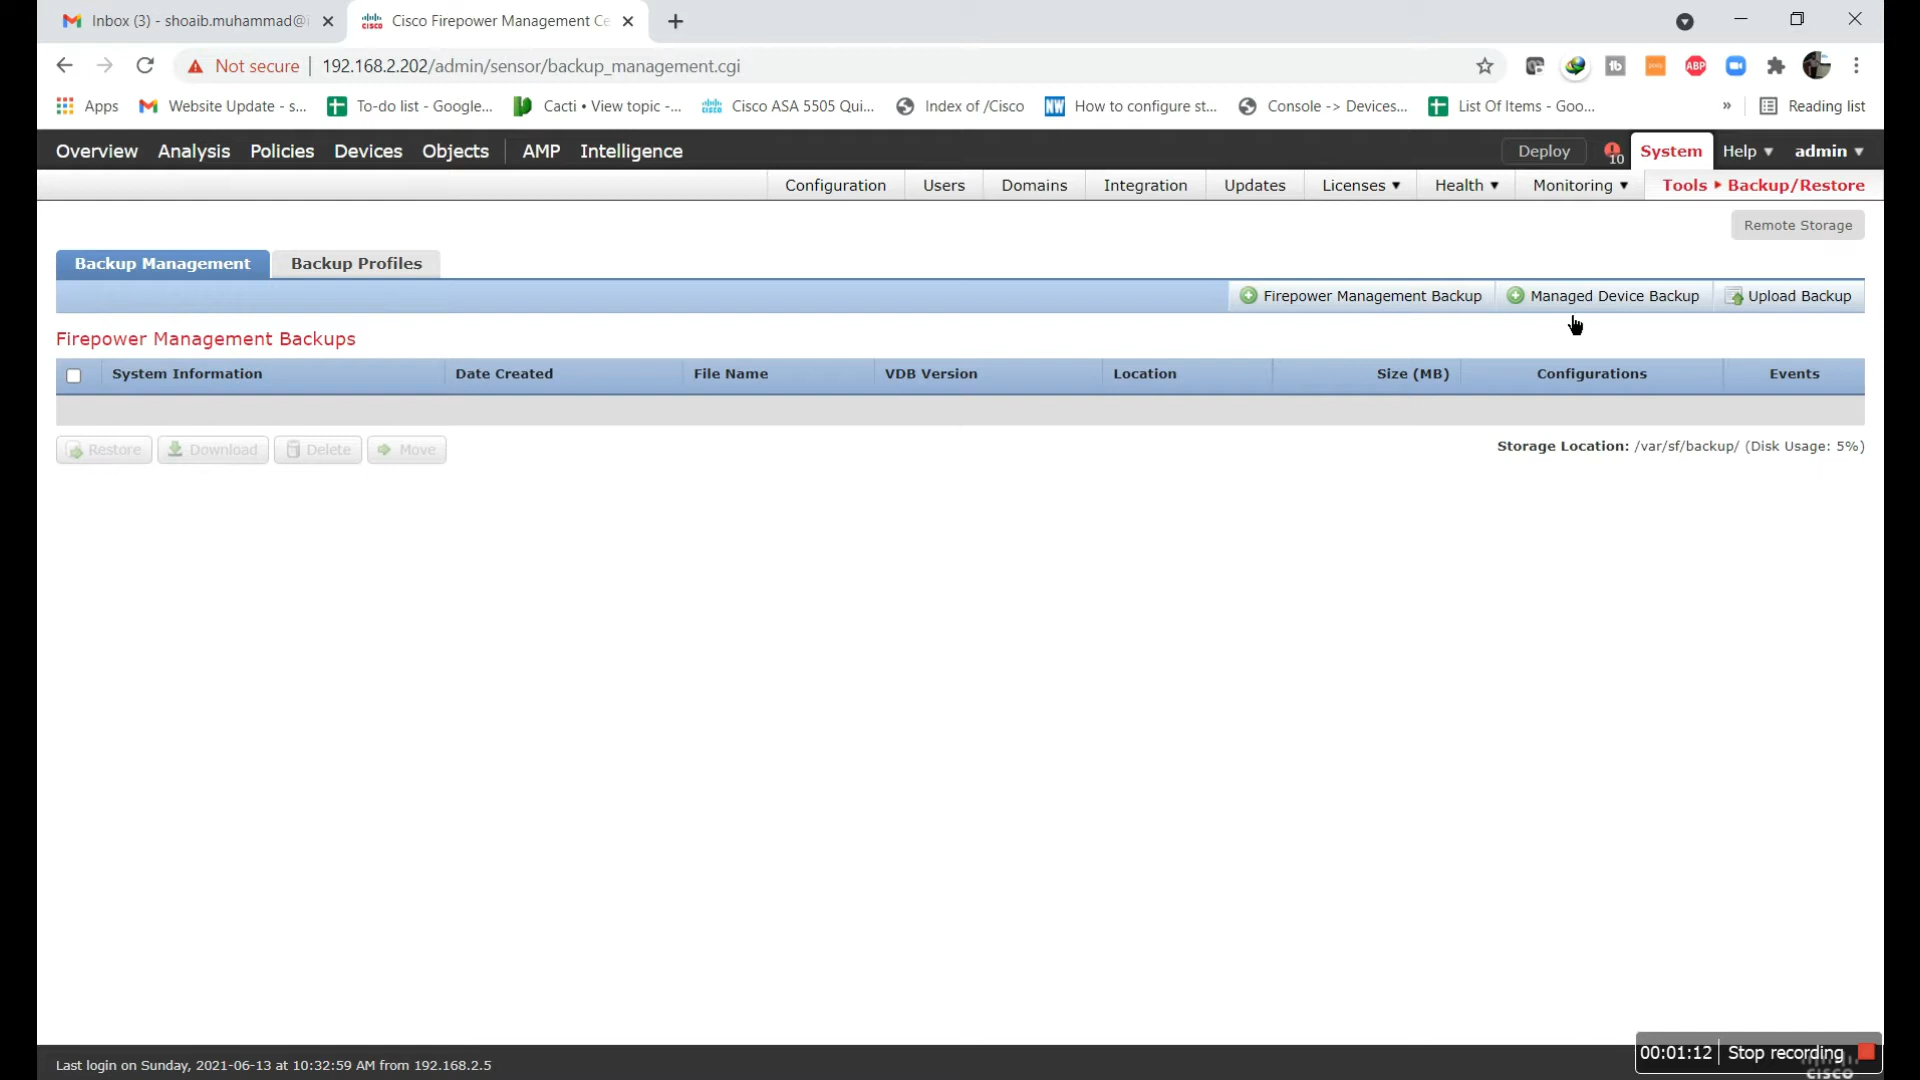 Inbox (3) - shoaib.muhammad@
Cisco Firepower Management Ce
Not secure | 192.168.2.202/admin/sensor/backup_management.cgi
ABP
Apps
Website Update - s...
To-do list - Google...
Cacti • View topic -...
Cisco ASA 5505 Qui...
Index of /Cisco
NW
How to configure st...
Console -> Devices...
List Of Items - Goo...
»
Reading list
Overview Analysis Policies Devices Objects AMP Intelligence
Deploy 10 System Help ▾ admin ▾
Configuration Users Domains Integration Updates Licenses ▾ Health ▾ Monitoring ▾ Tools ▸ Backup/Restore
Remote Storage
Backup Management Backup Profiles
Firepower Management Backup Managed Device Backup Upload Backup
Firepower Management Backups
System Information Date Created File Name VDB Version Location Size (MB) Configurations Events
Restore Download Delete Move
Storage Location: /var/sf/backup/ (Disk Usage: 5%)
Last login on Sunday, 2021-06-13 at 10:32:59 AM from 192.168.2.5
00:01:12 | Stop recording
CISCO